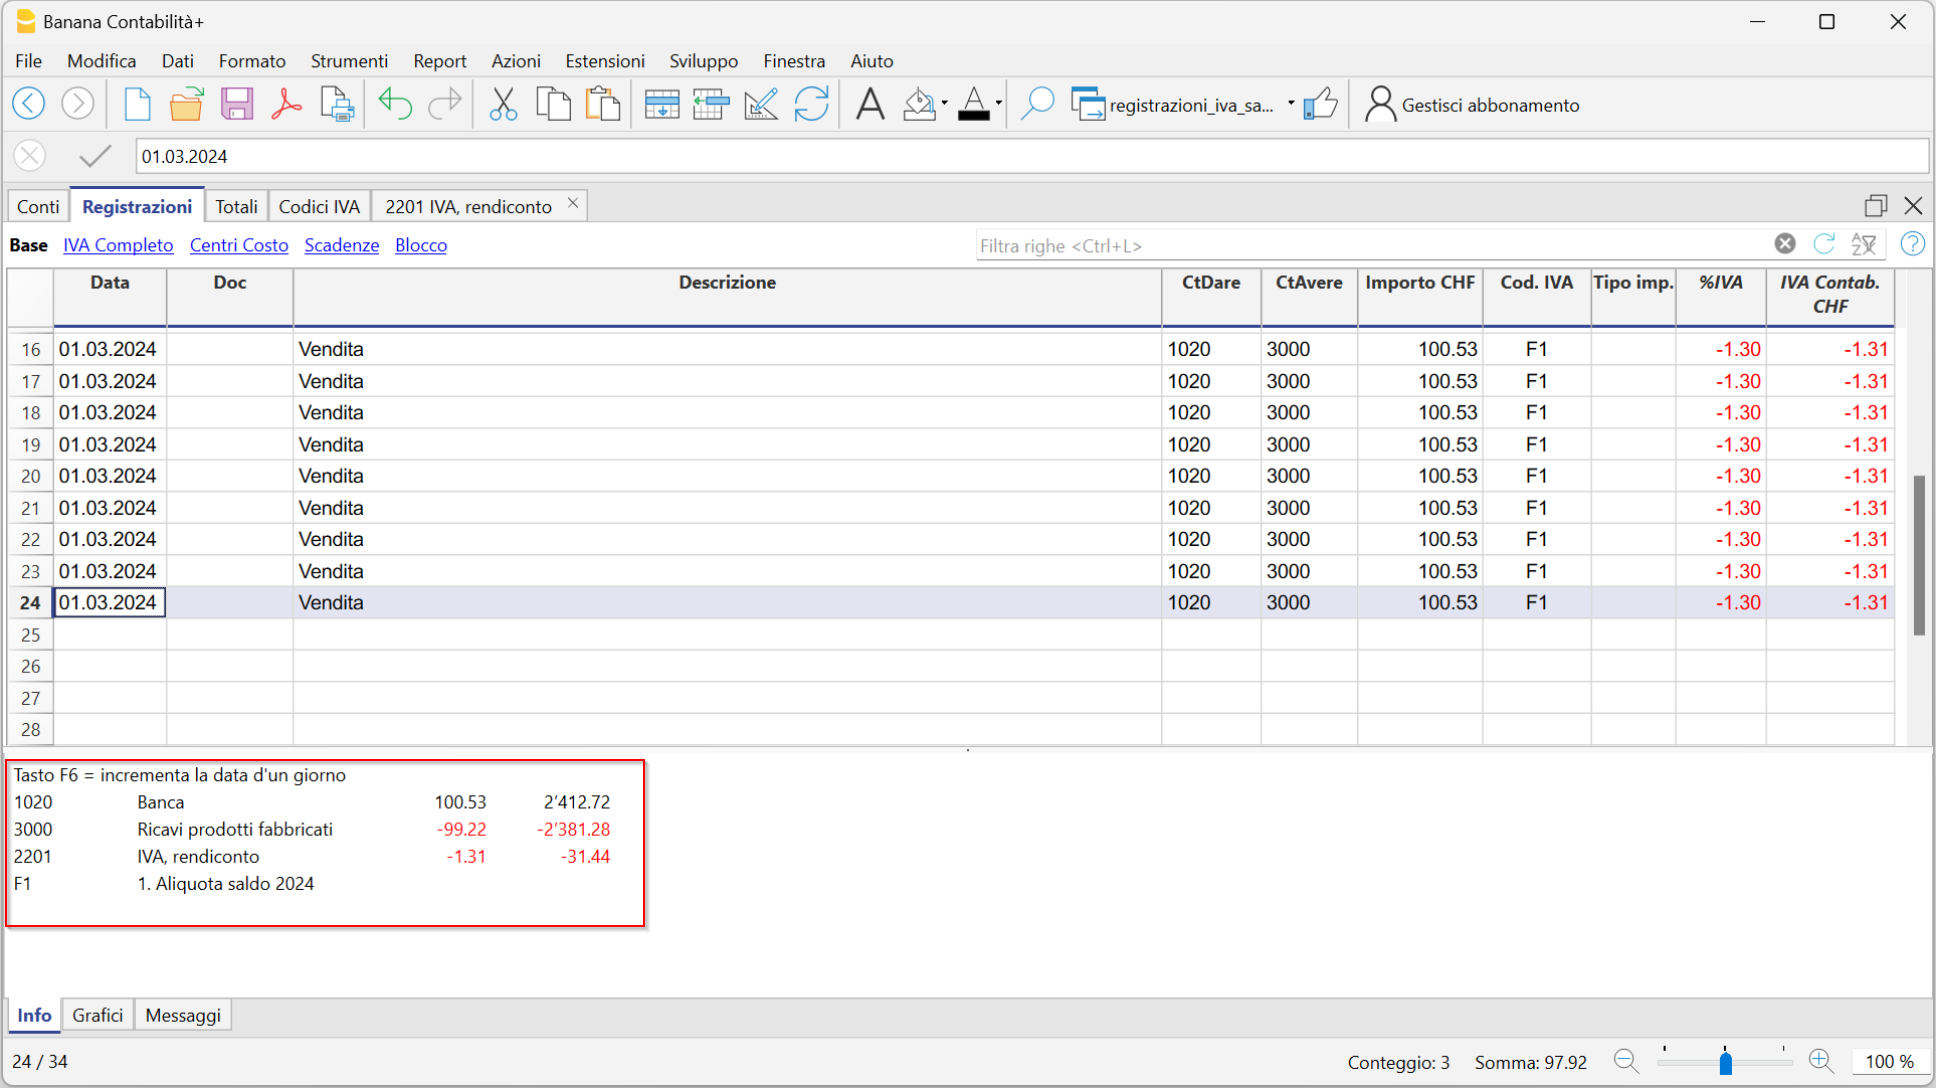 Banana Contabilità+
File Modifica Dati Formato Strumenti Report Azioni Estensioni Sviluppo Finestra Aiuto
registrazioni_iva_sa... Gestisci abbonamento
01.03.2024
Conti Registrazioni Totali Codici IVA 2201 IVA, rendiconto
Base IVA Completo Centri Costo Scadenze Blocco Filtra righe <Ctrl+L>
Data Doc Descrizione CtDare CtAvere Importo CHF Cod. IVA Tipo imp. %IVA IVA Contab.
CHF
16 01.03.2024 Vendita 1020 3000 100.53 F1 -1.30 -1.31
17 01.03.2024 Vendita 1020 3000 100.53 F1 -1.30 -1.31
18 01.03.2024 Vendita 1020 3000 100.53 F1 -1.30 -1.31
19 01.03.2024 Vendita 1020 3000 100.53 F1 -1.30 -1.31
20 01.03.2024 Vendita 1020 3000 100.53 F1 -1.30 -1.31
21 01.03.2024 Vendita 1020 3000 100.53 F1 -1.30 -1.31
22 01.03.2024 Vendita 1020 3000 100.53 F1 -1.30 -1.31
23 01.03.2024 Vendita 1020 3000 100.53 F1 -1.30 -1.31
24 01.03.2024 Vendita 1020 3000 100.53 F1 -1.30 -1.31
25
26
27
28
Tasto F6 = incrementa la data d'un giorno
1020 Banca 100.53 2’412.72
3000 Ricavi prodotti fabbricati -99.22 -2’381.28
2201 IVA, rendiconto -1.31 -31.44
F1 1. Aliquota saldo 2024
Info Grafici Messaggi
24 / 34 Conteggio: 3 Somma: 97.92 100 %